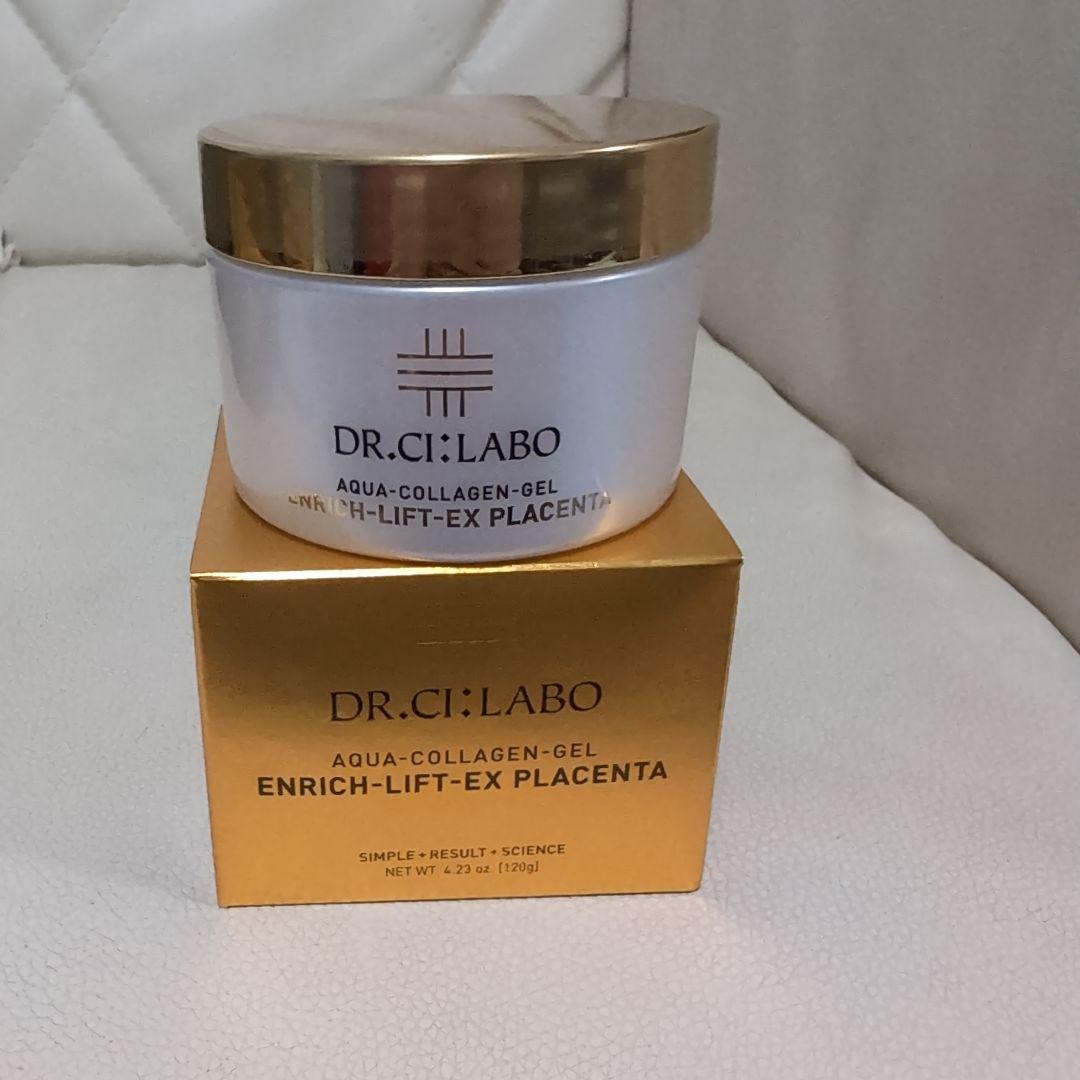 DR.CI:LABO
AQUA-COLLAGEN-GEL
ENRICH-LIFT-EX PLACENTA
DR.CI:LABO
AQUA-COLLAGEN-GEL
ENRICH-LIFT-EX PLACENTA
SIMPLE+RESULT+SCIENCE
NET WT 4.23 oz. [120g]